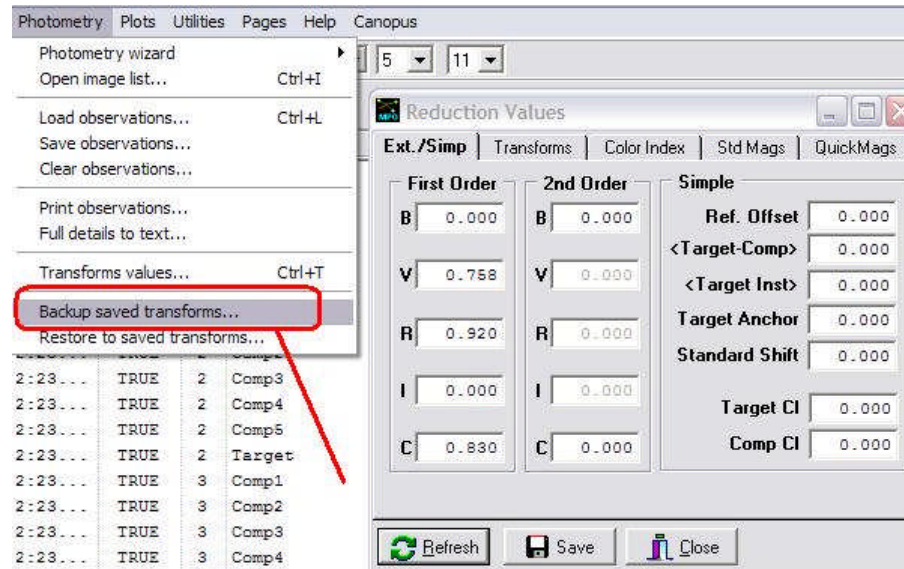 Photometry Plots Utilities Pages Help Canopus
Photometry wizard
Open image list... Ctrl+I
Load observations... Ctrl+L
Save observations...
Clear observations...
Print observations...
Full details to text...
Transforms values... Ctrl+T
Backup saved transforms...
Restore to saved transforms...
5 11
MPO Reduction Values
Ext./Simp Transforms Color Index Std Mags QuickMags
First Order 2nd Order Simple
B 0.000 B 0.000 Ref. Offset 0.000
<Target-Comp> 0.000
V 0.758 V 0.000 <Target Inst> 0.000
Target Anchor 0.000
R 0.920 R 0.000 Standard Shift 0.000
I 0.000 I 0.000 Target CI 0.000
C 0.830 C 0.000 Comp CI 0.000
Refresh Save Close
2:23... TRUE 2 Comp3
2:23... TRUE 2 Comp4
2:23... TRUE 2 Comp5
2:23... TRUE 2 Target
2:23... TRUE 3 Comp1
2:23... TRUE 3 Comp2
2:23... TRUE 3 Comp3
2:23... TRUE 3 Comp4